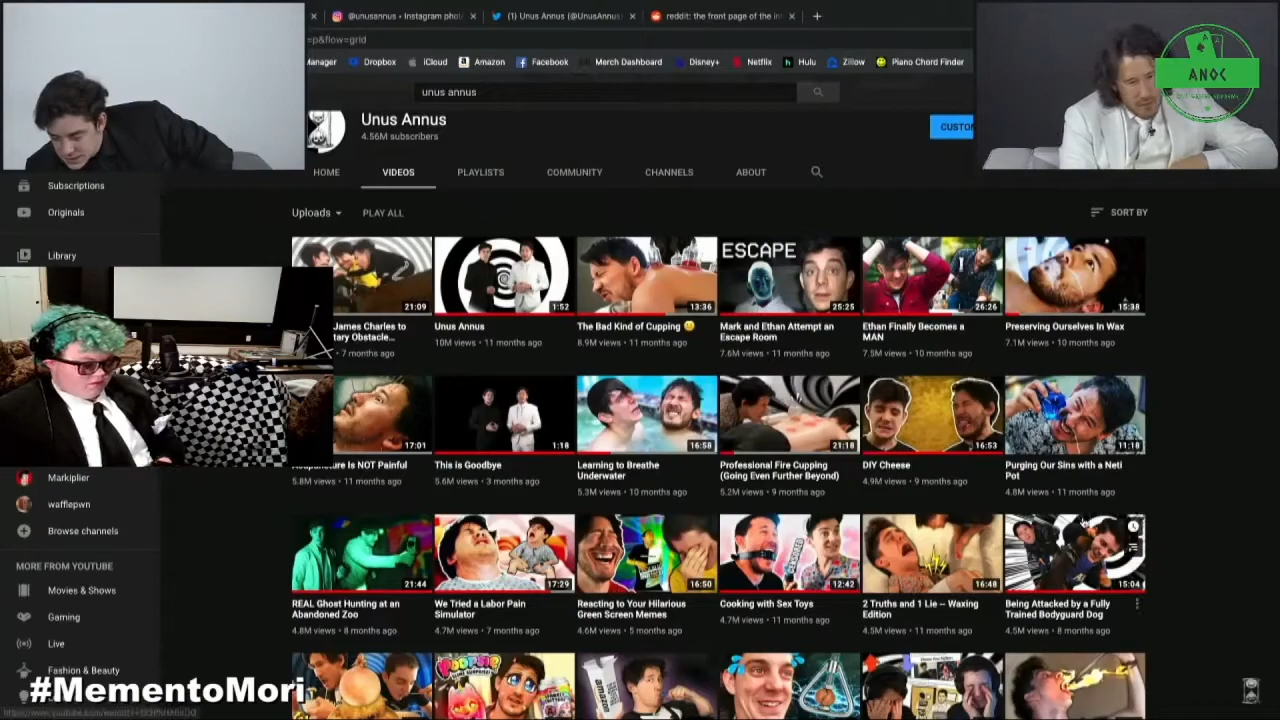 @unusannus • Instagram phot
(1) Unus Annus (@UnusAnnus
reddit: the front page of the in
=p&flow=grid
Manager
Dropbox
iCloud
Amazon
Facebook
Merch Dashboard
Disney+
Netflix
Hulu
Zillow
Piano Chord Finder
unus annus
Unus Annus
4.56M subscribers
CUSTOM
ANOC
HOME
VIDEOS
PLAYLISTS
COMMUNITY
CHANNELS
ABOUT
Subscriptions
Originals
Library
Uploads
PLAY ALL
SORT BY
21:09
1:52
13:36
ESCAPE
25:25
26:26
15:38
James Charles to
tary Obstacle...
7 months ago
Unus Annus
10M views • 11 months ago
The Bad Kind of Cupping
8.9M views • 11 months ago
Mark and Ethan Attempt an
Escape Room
7.6M views • 11 months ago
Ethan Finally Becomes a
MAN
7.5M views • 10 months ago
Preserving Ourselves In Wax
7.1M views • 10 months ago
17:01
1:18
16:58
21:18
16:53
11:18
Acupuncture Is NOT Painful
5.8M views • 11 months ago
This is Goodbye
5.6M views • 3 months ago
Learning to Breathe
Underwater
5.3M views • 10 months ago
Professional Fire Cupping
(Going Even Further Beyond)
5.2M views • 9 months ago
DIY Cheese
4.9M views • 9 months ago
Purging Our Sins with a Neti
Pot
4.8M views • 11 months ago
Markiplier
wafflepwn
Browse channels
MORE FROM YOUTUBE
Movies & Shows
Gaming
Live
Fashion & Beauty
21:44
17:29
16:50
12:42
16:48
15:04
REAL Ghost Hunting at an
Abandoned Zoo
4.8M views • 8 months ago
We Tried a Labor Pain
Simulator
4.7M views • 7 months ago
Reacting to Your Hilarious
Green Screen Memes
4.6M views • 5 months ago
Cooking with Sex Toys
4.7M views • 11 months ago
2 Truths and 1 Lie – Waxing
Edition
4.5M views • 11 months ago
Being Attacked by a Fully
Trained Bodyguard Dog
4.5M views • 8 months ago
POOPSIE
amazon
#MementoMori